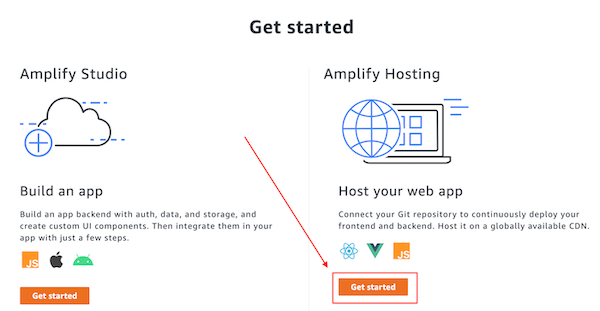 Get started
Amplify Studio
Build an app
Build an app backend with auth, data, and storage, and
create custom UI components. Then integrate them in your
app with just a few steps.
JS
Get started
Amplify Hosting
Host your web app
Connect your Git repository to continuously deploy your
frontend and backend. Host it on a globally available CDN.
JS
Get started